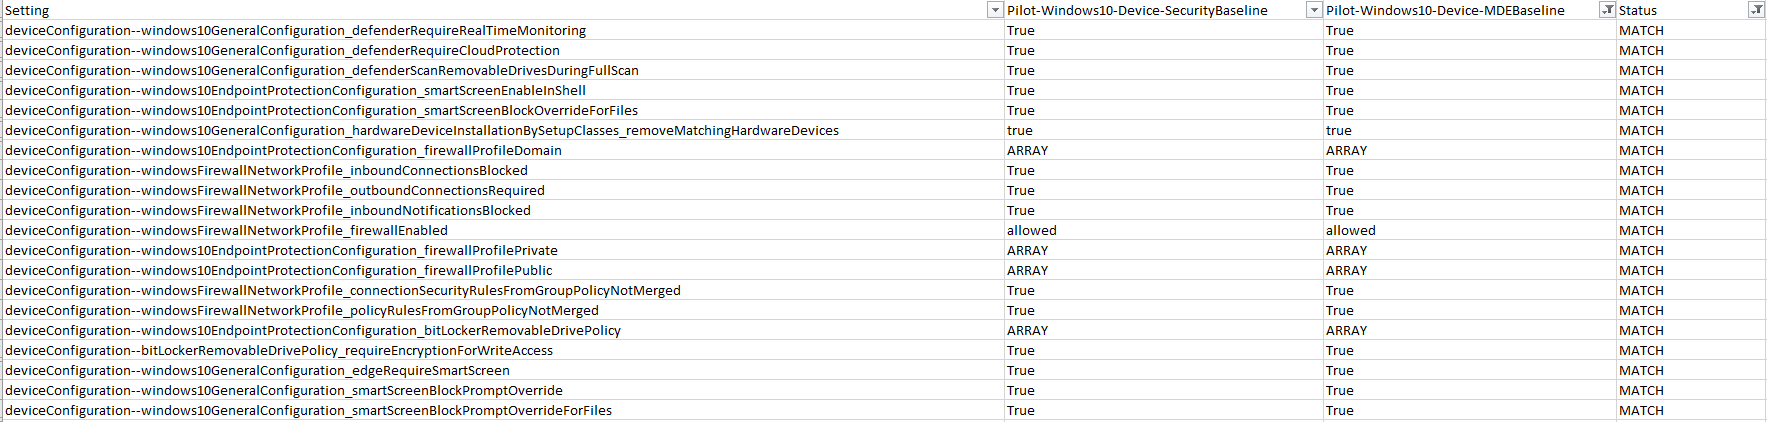 Setting Pilot-Windows10-Device-SecurityBaseline Pilot-Windows10-Device-MDEBaseline Status
deviceConfiguration--windows10GeneralConfiguration_defenderRequireRealTimeMonitoring True True MATCH
deviceConfiguration--windows10GeneralConfiguration_defenderRequireCloudProtection True True MATCH
deviceConfiguration--windows10GeneralConfiguration_defenderScanRemovableDrivesDuringFullScan True True MATCH
deviceConfiguration--windows10EndpointProtectionConfiguration_smartScreenEnableInShell True True MATCH
deviceConfiguration--windows10EndpointProtectionConfiguration_smartScreenBlockOverrideForFiles True True MATCH
deviceConfiguration--windows10GeneralConfiguration_hardwareDeviceInstallationBySetupClasses_removeMatchingHardwareDevices true true MATCH
deviceConfiguration--windows10EndpointProtectionConfiguration_firewallProfileDomain ARRAY ARRAY MATCH
deviceConfiguration--windowsFirewallNetworkProfile_inboundConnectionsBlocked True True MATCH
deviceConfiguration--windowsFirewallNetworkProfile_outboundConnectionsRequired True True MATCH
deviceConfiguration--windowsFirewallNetworkProfile_inboundNotificationsBlocked True True MATCH
deviceConfiguration--windowsFirewallNetworkProfile_firewallEnabled allowed allowed MATCH
deviceConfiguration--windows10EndpointProtectionConfiguration_firewallProfilePrivate ARRAY ARRAY MATCH
deviceConfiguration--windows10EndpointProtectionConfiguration_firewallProfilePublic ARRAY ARRAY MATCH
deviceConfiguration--windowsFirewallNetworkProfile_connectionSecurityRulesFromGroupPolicyNotMerged True True MATCH
deviceConfiguration--windowsFirewallNetworkProfile_policyRulesFromGroupPolicyNotMerged True True MATCH
deviceConfiguration--windows10EndpointProtectionConfiguration_bitLockerRemovableDrivePolicy ARRAY ARRAY MATCH
deviceConfiguration--bitLockerRemovableDrivePolicy_requireEncryptionForWriteAccess True True MATCH
deviceConfiguration--windows10GeneralConfiguration_edgeRequireSmartScreen True True MATCH
deviceConfiguration--windows10GeneralConfiguration_smartScreenBlockPromptOverride True True MATCH
deviceConfiguration--windows10GeneralConfiguration_smartScreenBlockPromptOverrideForFiles True True MATCH